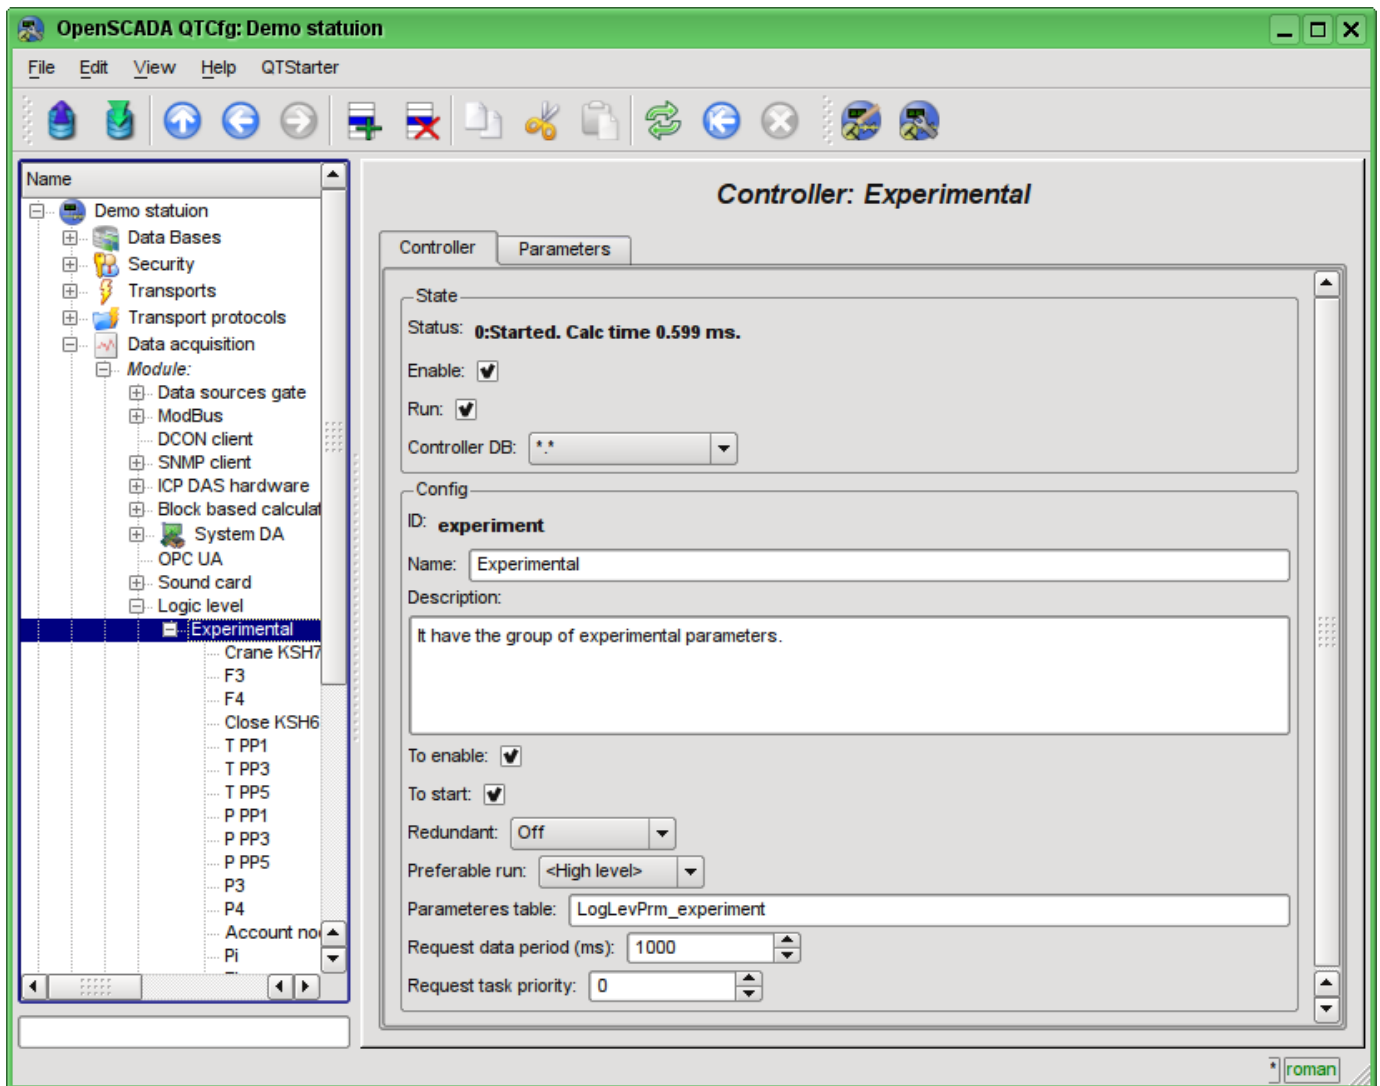 OpenSCADA QTCfg: Demo statuion
File Edit View Help QTStarter
Name
Demo statuion
Data Bases
Security
Transports
Transport protocols
Data acquisition
Module:
Data sources gate
ModBus
DCON client
SNMP client
ICP DAS hardware
Block based calculat
System DA
OPC UA
Sound card
Logic level
Experimental
Crane KSH7
F3
F4
Close KSH6
T PP1
T PP3
T PP5
P PP1
P PP3
P PP5
P3
P4
Account no
Pi
Controller: Experimental
Controller Parameters
State
Status: 0:Started. Calc time 0.599 ms.
Enable:
Run:
Controller DB: *.*
Config
ID: experiment
Name: Experimental
Description:
It have the group of experimental parameters.
To enable:
To start:
Redundant: Off
Preferable run: <High level>
Parameteres table: LogLevPrm_experiment
Request data period (ms): 1000
Request task priority: 0
* roman